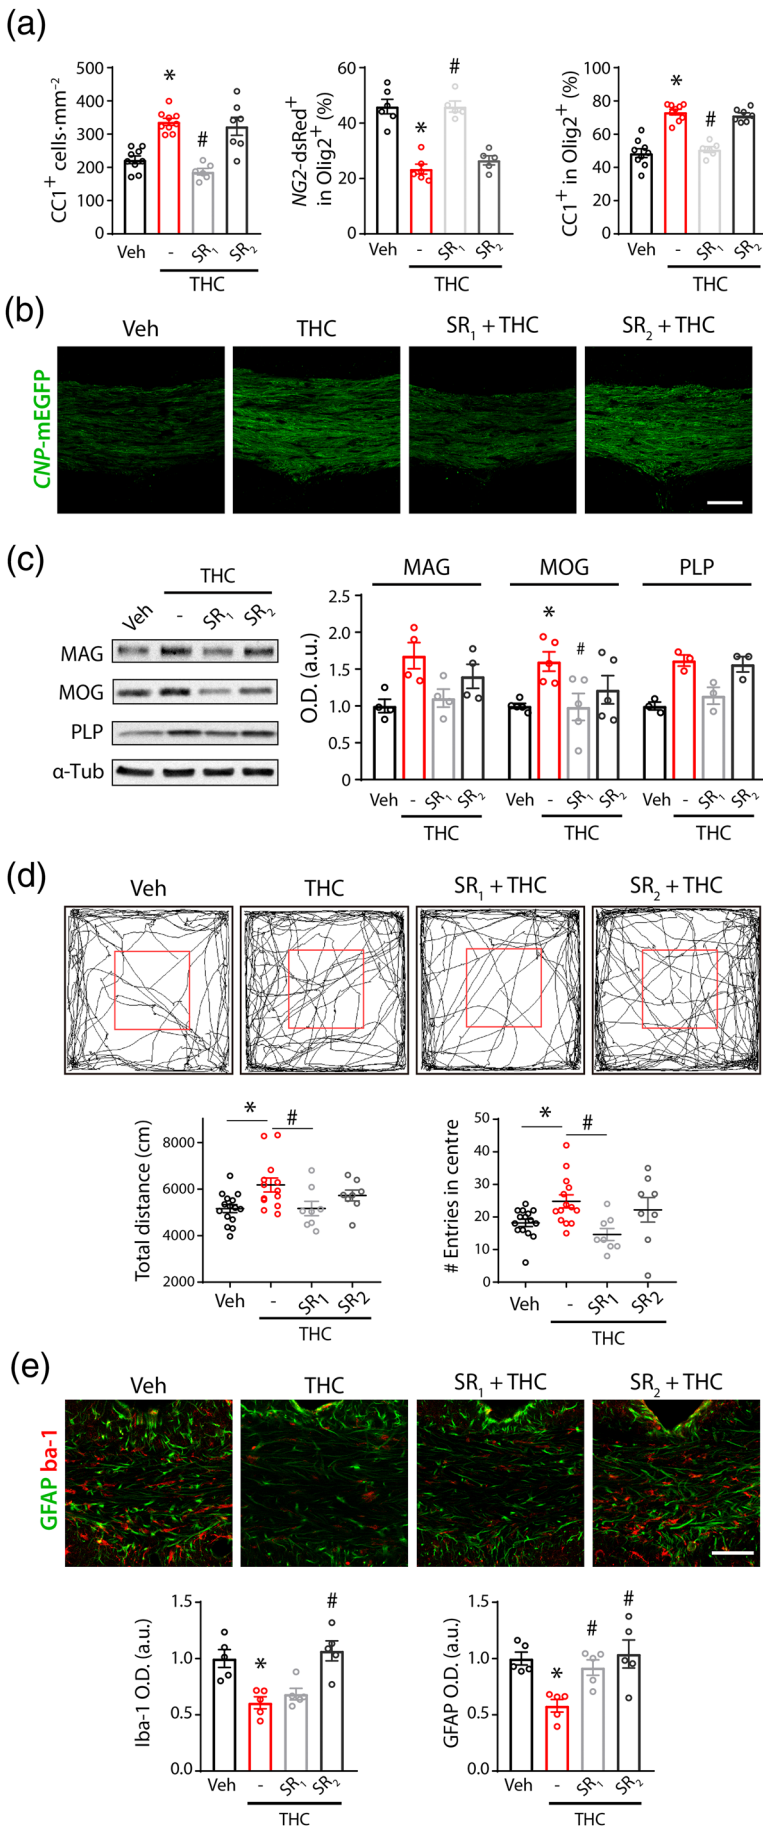 (a)
CC1+ cells·mm−2
500
400
300
200
100
0
*
#
Veh
-
SR1
SR2
THC
NG2-dsRed+
in Olig2+ (%)
60
40
20
0
*
#
Veh
-
SR1
SR2
THC
CC1+ in Olig2+ (%)
100
80
60
40
20
0
*
#
Veh
-
SR1
SR2
THC
(b)
Veh
THC
SR1 + THC
SR2 + THC
CNP-mEGFP
(c)
THC
Veh
-
SR1
SR2
MAG
MOG
PLP
α-Tub
MAG
MOG
PLP
O.D. (a.u.)
2.5
2.0
1.5
1.0
0.5
0
*
#
Veh
-
SR1
SR2
Veh
-
SR1
SR2
Veh
-
SR1
SR2
THC
THC
THC
(d)
Veh
THC
SR1 + THC
SR2 + THC
Total distance (cm)
8000
6000
4000
2000
*
#
Veh
-
SR1
SR2
THC
# Entries in centre
50
40
30
20
10
0
*
#
Veh
-
SR1
SR2
THC
(e)
Veh
THC
SR1 + THC
SR2 + THC
GFAP ba-1
Iba-1 O.D. (a.u.)
1.5
1.0
0.5
0.0
*
#
Veh
-
SR1
SR2
THC
GFAP O.D. (a.u.)
1.5
1.0
0.5
0.0
*
#
#
Veh
-
SR1
SR2
THC